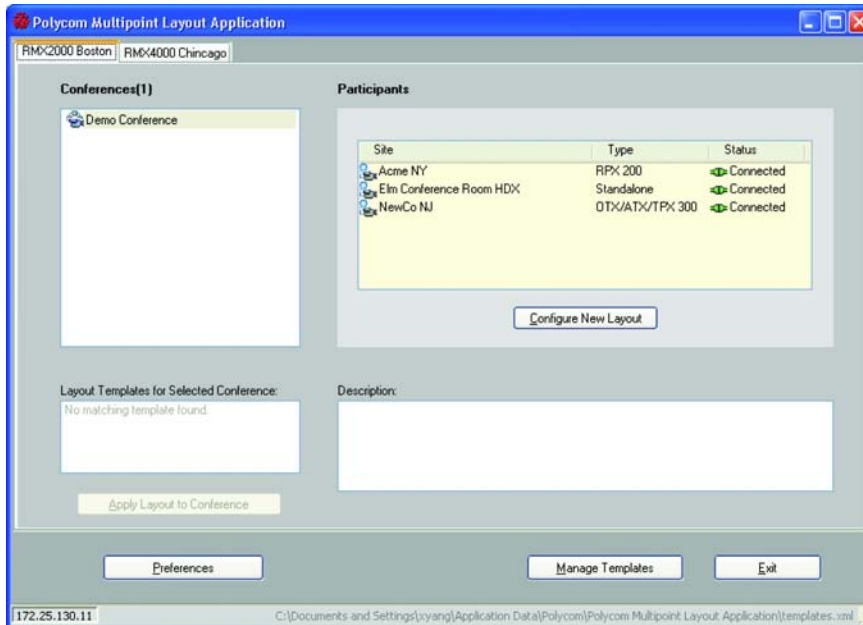 Polycom Multipoint Layout Application
RMX2000 Boston RMX4000 Chincago
Conferences(1)
Demo Conference
Participants
Site Type Status
Acme NY RPX 200 Connected
Elm Conference Room HDX Standalone Connected
NewCo NJ OTX/ATX/TPX 300 Connected
Configure New Layout
Layout Templates for Selected Conference:
No matching template found.
Description:
Apply Layout to Conference
Preferences Manage Templates Exit
172.25.130.11 C:\Documents and Settings\xyang\Application Data\Polycom\Polycom Multipoint Layout Application\templates.xml